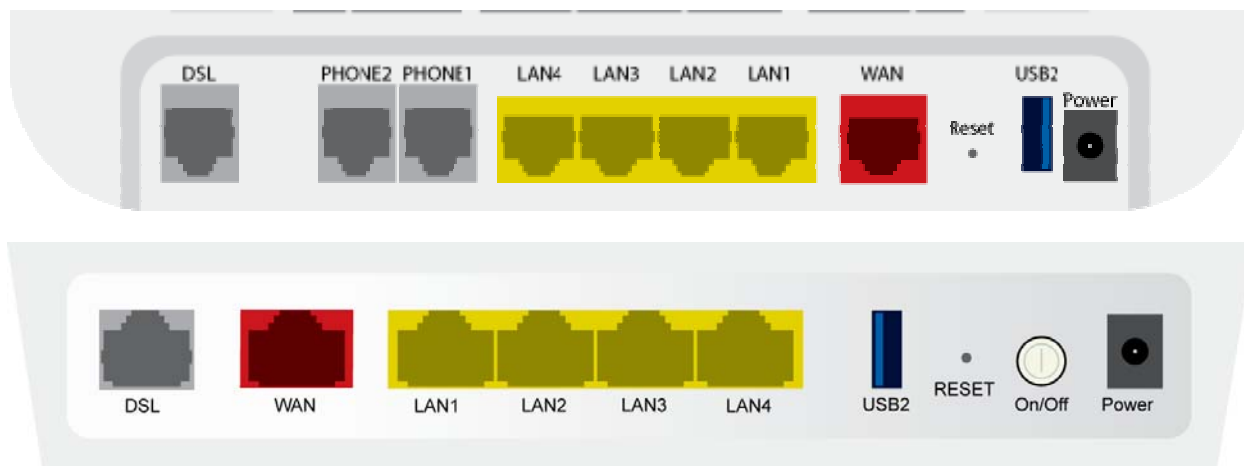 DSL PHONE2 PHONE1 LAN4 LAN3 LAN2 LAN1 WAN USB2
Power
Reset
DSL WAN LAN1 LAN2 LAN3 LAN4 USB2 RESET On/Off Power